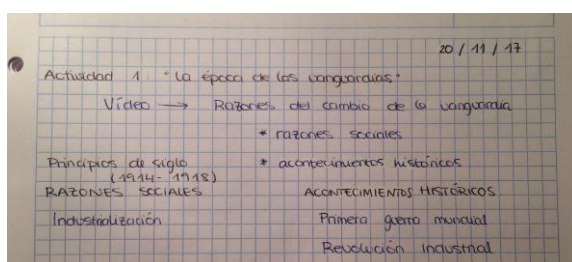 20 / 11 / 17
Actividad 1: "La época de las vanguardias".
Vídeo → Razones del cambio de la vanguardia
* razones sociales
Principios de siglo * acontecimientos históricos
(1914-1918)
RAZONES SOCIALES ACONTECIMIENTOS HISTÓRICOS
Industrialización Primera guerra mundial
Revolución industrial